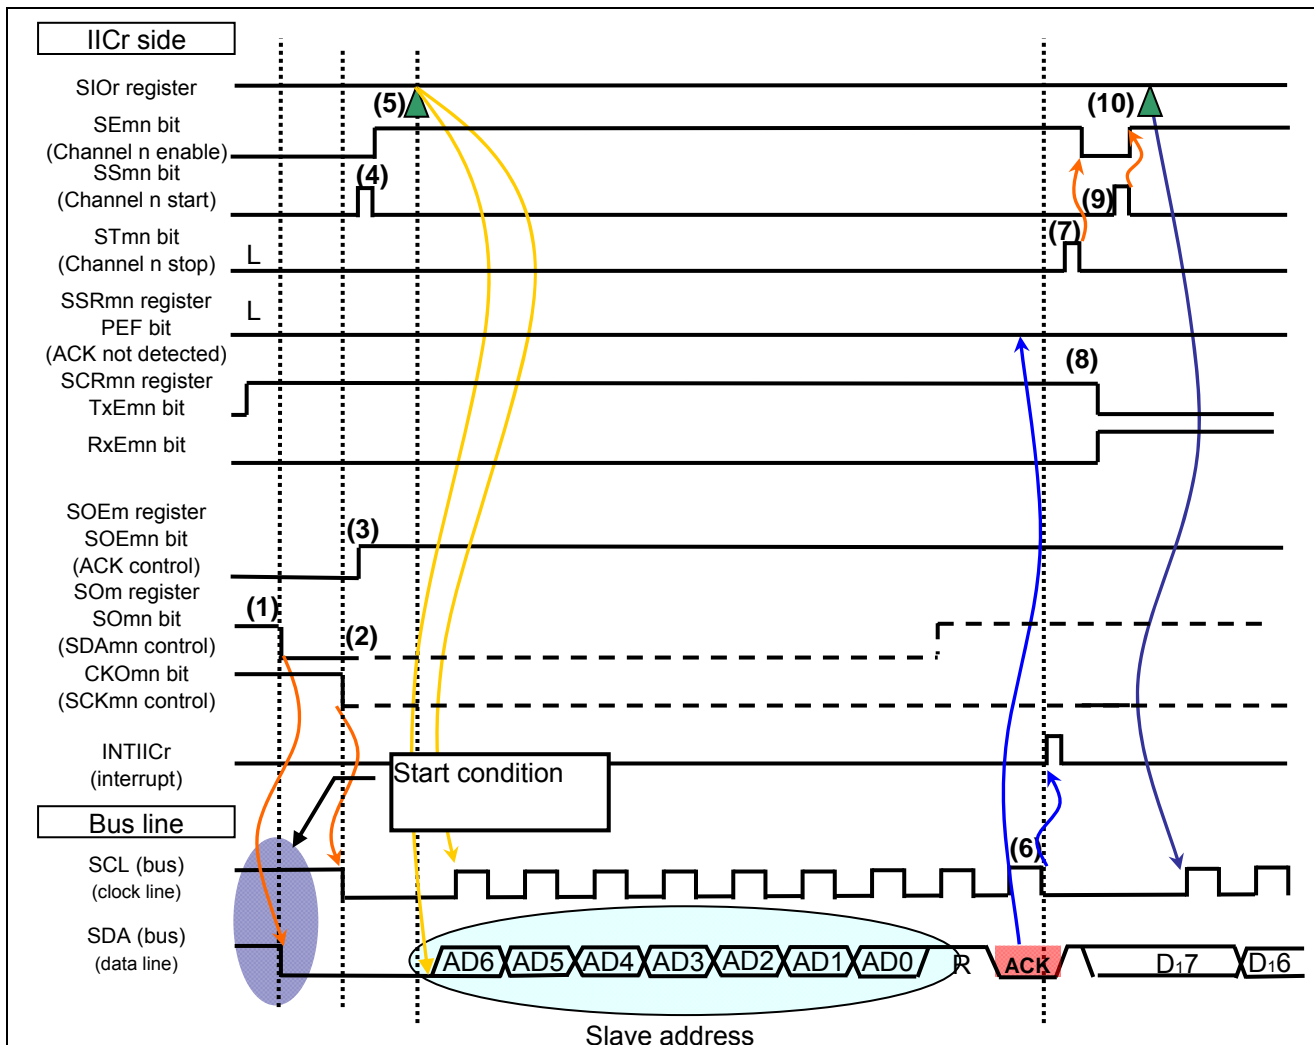 IICr side
SIOr register
(5)
(10)
SEmn bit
(Channel n enable)
SSmn bit
(4)
(Channel n start)
(9)
STmn bit
(7)
(Channel n stop)
L
SSRmn register
L
PEF bit
(ACK not detected)
(8)
SCRmn register
TxEmn bit
RxEmn bit
SOEm register
SOEmn bit
(3)
(ACK control)
SOm register
(1)
SOmn bit
(2)
(SDAmn control)
CKOmn bit
(SCKmn control)
INTIICr
(interrupt)
Start condition
Bus line
SCL (bus)
(6)
(clock line)
SDA (bus)
(data line)
AD6 AD5 AD4 AD3 AD2 AD1 AD0 R ACK D₁7 D₁6
Slave address